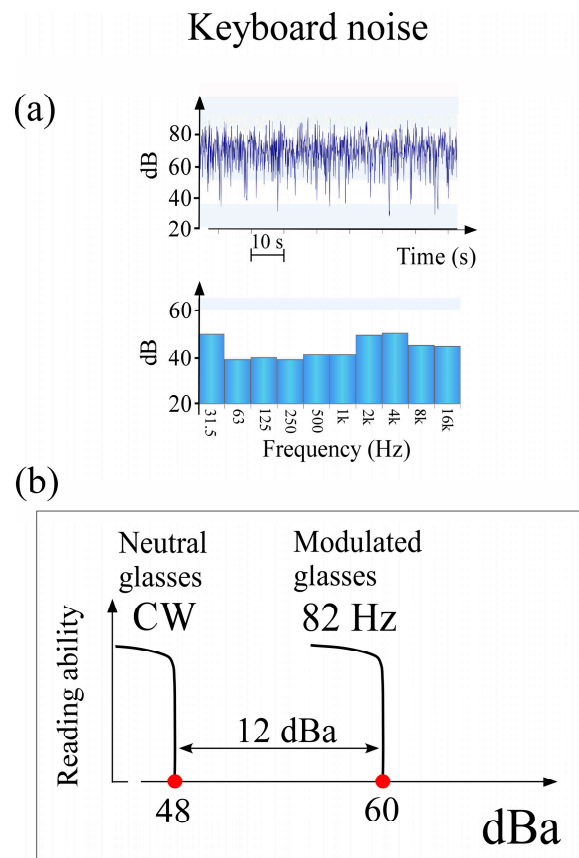 Keyboard noise
(a)
dB
80
60
40
20
10 s
Time (s)
dB
60
40
20
31.5 63 125 250 500 1k 2k 4k 8k 16k
Frequency (Hz)
(b)
Neutral
glasses
CW
Modulated
glasses
82 Hz
Reading ability
12 dBa
48
60
dBa